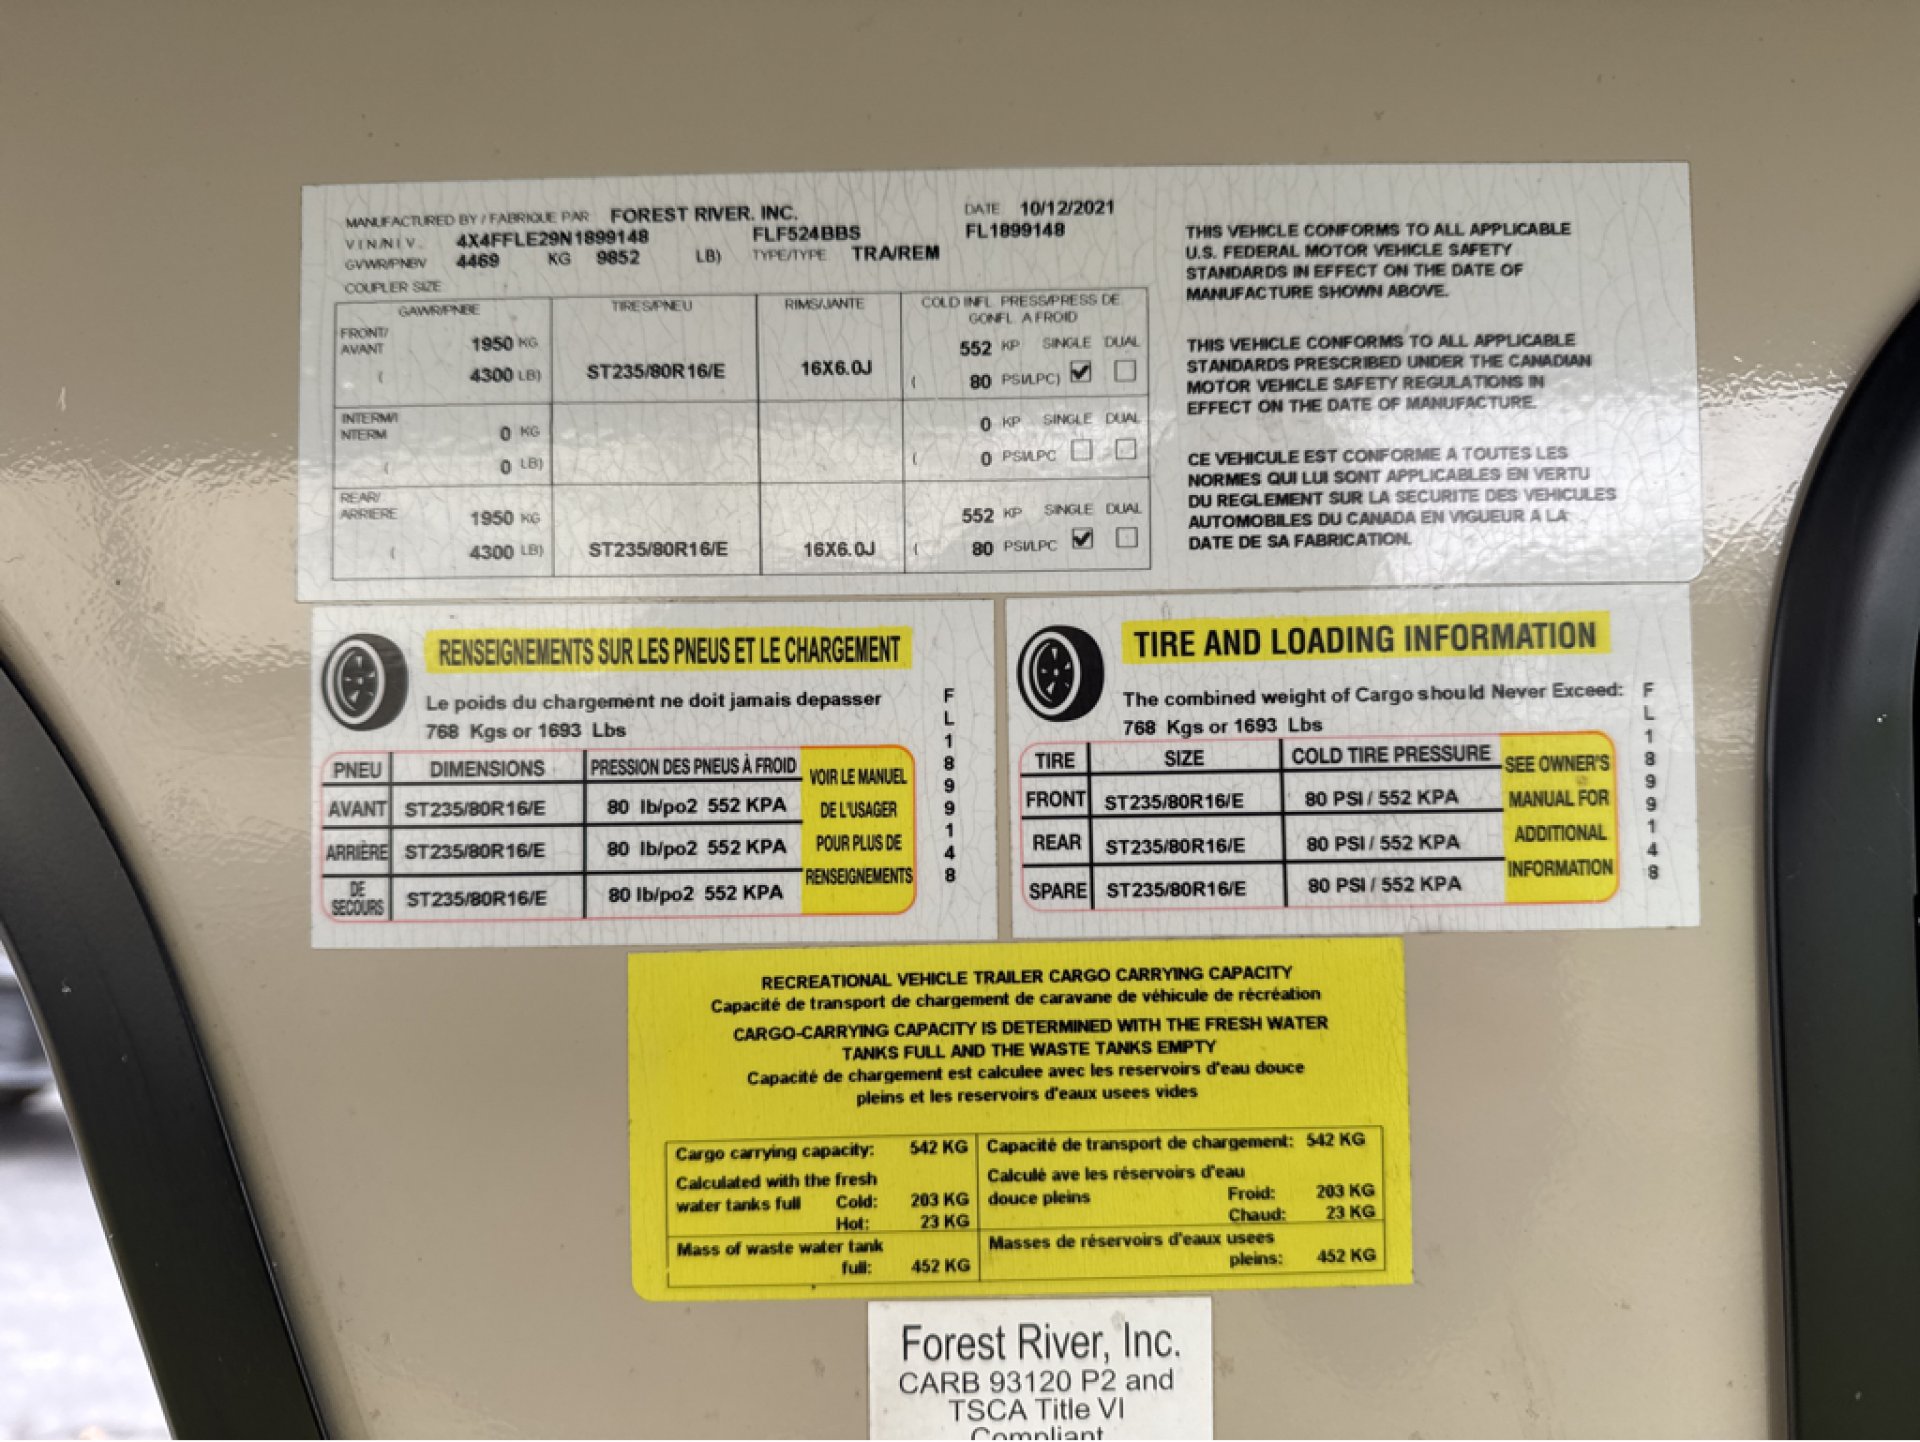 MANUFACTURED BY / FABRIQUE PAR FOREST RIVER, INC. DATE 10/12/2021
V I N/N I V. 4X4FFLE29N1899148 FLF524BBS FL1899148
GVWR/PNBV 4469 KG 9852 LB) TYPE/TYPE TRA/REM
COUPLER SIZE
GAWR/PNBE TIRES/PNEU RIMS/JANTE COLD INFL. PRESS/PRESS DE
GONFL. A FROID
FRONT/
AVANT 1950 KG 552 KP SINGLE DUAL
( 4300 LB) ST235/80R16/E 16X6.0J ( 80 PSI/LPC)
INTERM/I
NTERM 0 KG 0 KP SINGLE DUAL
( 0 LB) ( 0 PSI/LPC
REAR/
ARRIERE 1950 KG 552 KP SINGLE DUAL
( 4300 LB) ST235/80R16/E 16X6.0J ( 80 PSI/LPC
THIS VEHICLE CONFORMS TO ALL APPLICABLE
U.S. FEDERAL MOTOR VEHICLE SAFETY
STANDARDS IN EFFECT ON THE DATE OF
MANUFACTURE SHOWN ABOVE.
THIS VEHICLE CONFORMS TO ALL APPLICABLE
STANDARDS PRESCRIBED UNDER THE CANADIAN
MOTOR VEHICLE SAFETY REGULATIONS IN
EFFECT ON THE DATE OF MANUFACTURE.
CE VEHICULE EST CONFORME A TOUTES LES
NORMES QUI LUI SONT APPLICABLES EN VERTU
DU REGLEMENT SUR LA SECURITE DES VEHICULES
AUTOMOBILES DU CANADA EN VIGUEUR A LA
DATE DE SA FABRICATION.
RENSEIGNEMENTS SUR LES PNEUS ET LE CHARGEMENT
Le poids du chargement ne doit jamais depasser
768 Kgs or 1693 Lbs
PNEU DIMENSIONS PRESSION DES PNEUS À FROID
AVANT ST235/80R16/E 80 lb/po2 552 KPA
ARRIÈRE ST235/80R16/E 80 lb/po2 552 KPA
DE
SECOURS ST235/80R16/E 80 lb/po2 552 KPA
VOIR LE MANUEL
DE L'USAGER
POUR PLUS DE
RENSEIGNEMENTS
FL1899148
TIRE AND LOADING INFORMATION
The combined weight of Cargo should Never Exceed:
768 Kgs or 1693 Lbs
TIRE SIZE COLD TIRE PRESSURE
FRONT ST235/80R16/E 80 PSI / 552 KPA
REAR ST235/80R16/E 80 PSI / 552 KPA
SPARE ST235/80R16/E 80 PSI / 552 KPA
SEE OWNER'S
MANUAL FOR
ADDITIONAL
INFORMATION
FL1899148
RECREATIONAL VEHICLE TRAILER CARGO CARRYING CAPACITY
Capacité de transport de chargement de caravane de véhicule de récréation
CARGO-CARRYING CAPACITY IS DETERMINED WITH THE FRESH WATER
TANKS FULL AND THE WASTE TANKS EMPTY
Capacité de chargement est calculee avec les reservoirs d'eau douce
pleins et les reservoirs d'eaux usees vides
Cargo carrying capacity: 542 KG
Calculated with the fresh
water tanks full Cold: 203 KG
Hot: 23 KG
Mass of waste water tank
full: 452 KG
Capacité de transport de chargement: 542 KG
Calculé ave les réservoirs d'eau
douce pleins Froid: 203 KG
Chaud: 23 KG
Masses de réservoirs d'eaux usees
pleins: 452 KG
Forest River, Inc.
CARB 93120 P2 and
TSCA Title VI
Compliant